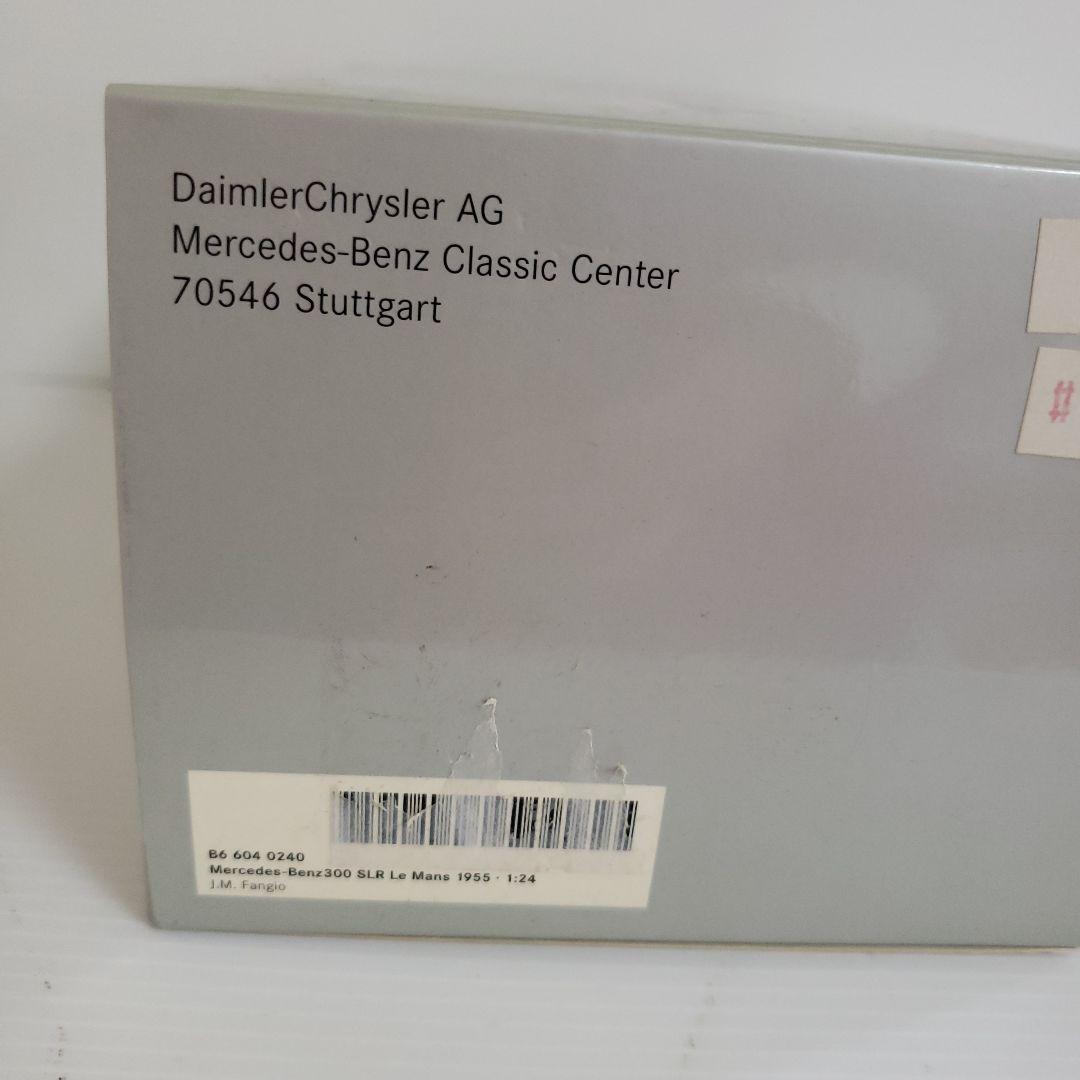 DaimlerChrysler AG
Mercedes-Benz Classic Center
70546 Stuttgart
#
B6 604 0240
Mercedes-Benz300 SLR Le Mans 1955 · 1:24
J.M. Fangio